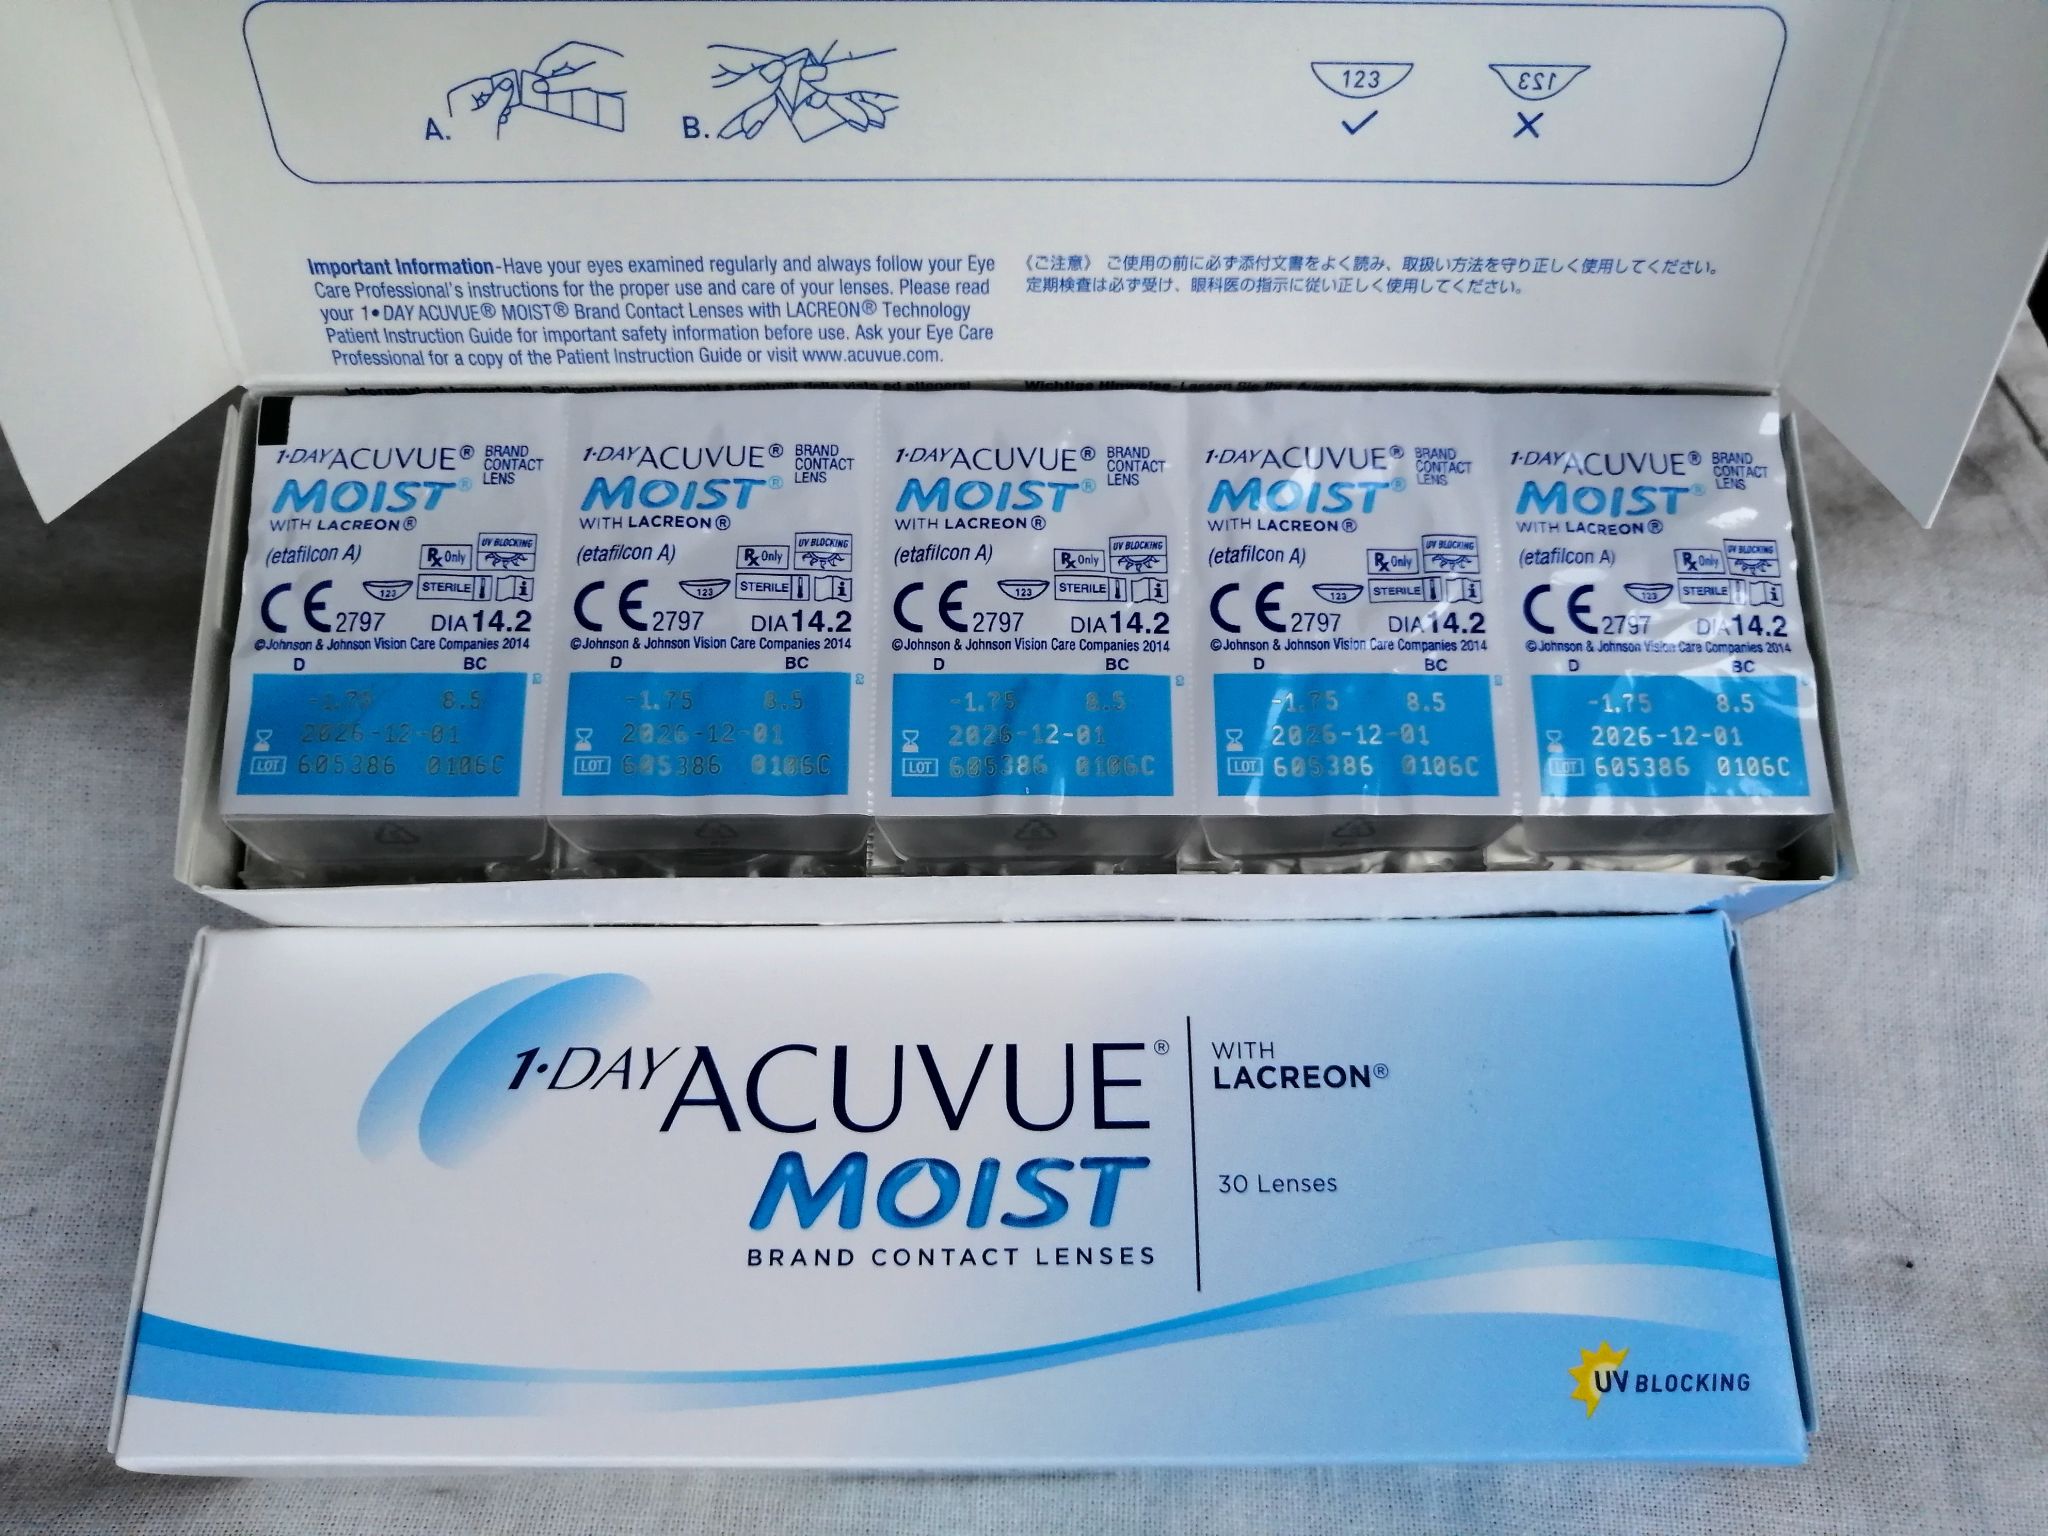 A.
B.
123
123
Important Information-Have your eyes examined regularly and always follow your Eye
Care Professional's instructions for the proper use and care of your lenses. Please read
your 1•DAY ACUVUE® MOIST® Brand Contact Lenses with LACREON® Technology
Patient Instruction Guide for important safety information before use. Ask your Eye Care
Professional for a copy of the Patient Instruction Guide or visit www.acuvue.com.
《ご注意》 ご使用の前に必ず添付文書をよく読み、取扱い方法を守り正しく使用してください。
定期検査は必ず受け、眼科医の指示に従い正しく使用してください。
1·DAY ACUVUE® BRAND CONTACT LENS
MOIST®
WITH LACREON®
(etafilcon A) Rx Only UV BLOCKING
CE 2797 123 STERILE i
DIA 14.2
©Johnson & Johnson Vision Care Companies 2014
D BC
-1.75 8.5
2026-12-01
LOT 605386 0106C
1·DAY ACUVUE® BRAND CONTACT LENS
MOIST®
WITH LACREON®
(etafilcon A) Rx Only UV BLOCKING
CE 2797 123 STERILE i
DIA 14.2
©Johnson & Johnson Vision Care Companies 2014
D BC
-1.75 8.5
2026-12-01
LOT 605386 0106C
1·DAY ACUVUE® BRAND CONTACT LENS
MOIST®
WITH LACREON®
(etafilcon A) Rx Only UV BLOCKING
CE 2797 123 STERILE i
DIA 14.2
©Johnson & Johnson Vision Care Companies 2014
D BC
-1.75 8.5
2026-12-01
LOT 605386 0106C
1·DAY ACUVUE® BRAND CONTACT LENS
MOIST®
WITH LACREON®
(etafilcon A) Rx Only UV BLOCKING
CE 2797 123 STERILE i
DIA 14.2
©Johnson & Johnson Vision Care Companies 2014
D BC
-1.75 8.5
2026-12-01
LOT 605386 0106C
1·DAY ACUVUE® BRAND CONTACT LENS
MOIST®
WITH LACREON®
(etafilcon A) Rx Only UV BLOCKING
CE 2797 123 STERILE i
DIA 14.2
©Johnson & Johnson Vision Care Companies 2014
D BC
-1.75 8.5
2026-12-01
LOT 605386 0106C
1·DAY ACUVUE®
MOIST
BRAND CONTACT LENSES
WITH
LACREON®
30 Lenses
UV BLOCKING